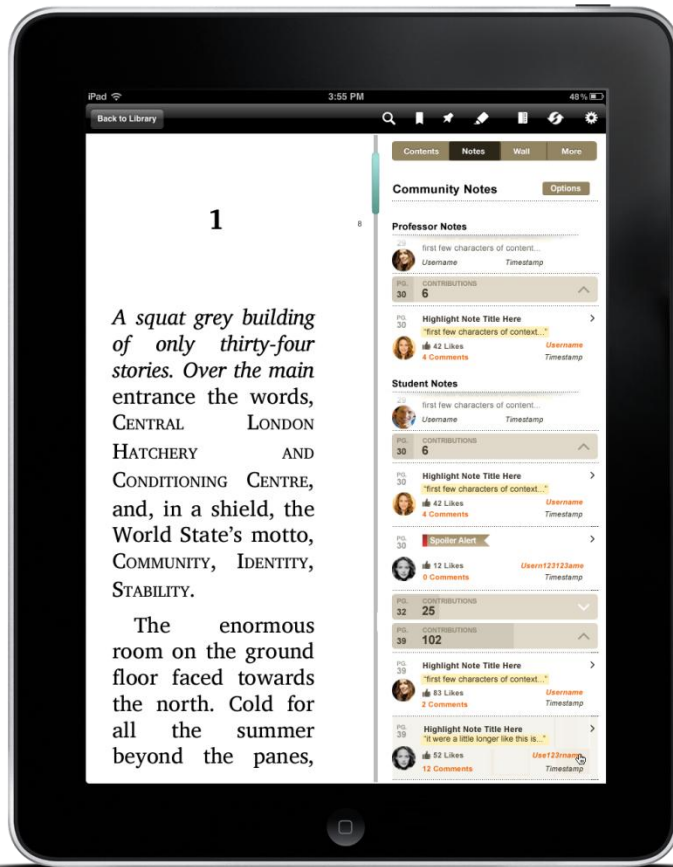 iPad
3:55 PM
48%
Back to Library
1
8
A squat grey building
of only thirty-four
stories. Over the main
entrance the words,
CENTRAL LONDON
HATCHERY AND
CONDITIONING CENTRE,
and, in a shield, the
World State's motto,
COMMUNITY, IDENTITY,
STABILITY.
The enormous
room on the ground
floor faced towards
the north. Cold for
all the summer
beyond the panes,
Contents Notes Wall More
Community Notes Options
Professor Notes
first few characters of content...
Username Timestamp
PG. CONTRIBUTIONS
30 6
PG. Highlight Note Title Here
30 "first few characters of context..."
42 Likes Username
4 Comments Timestamp
Student Notes
29 first few characters of content...
Username Timestamp
PG. CONTRIBUTIONS
30 6
PG. Highlight Note Title Here
30 "first few characters of context..."
42 Likes Username
4 Comments Timestamp
PG. Spoiler Alert
30
12 Likes Usern123123ame
0 Comments Timestamp
PG. CONTRIBUTIONS
32 25
PG. CONTRIBUTIONS
39 102
PG. Highlight Note Title Here
39 "first few characters of context..."
83 Likes Username
2 Comments Timestamp
PG. Highlight Note Title Here
39 "it were a little longer like this is..."
52 Likes Use123rname
12 Comments Timestamp